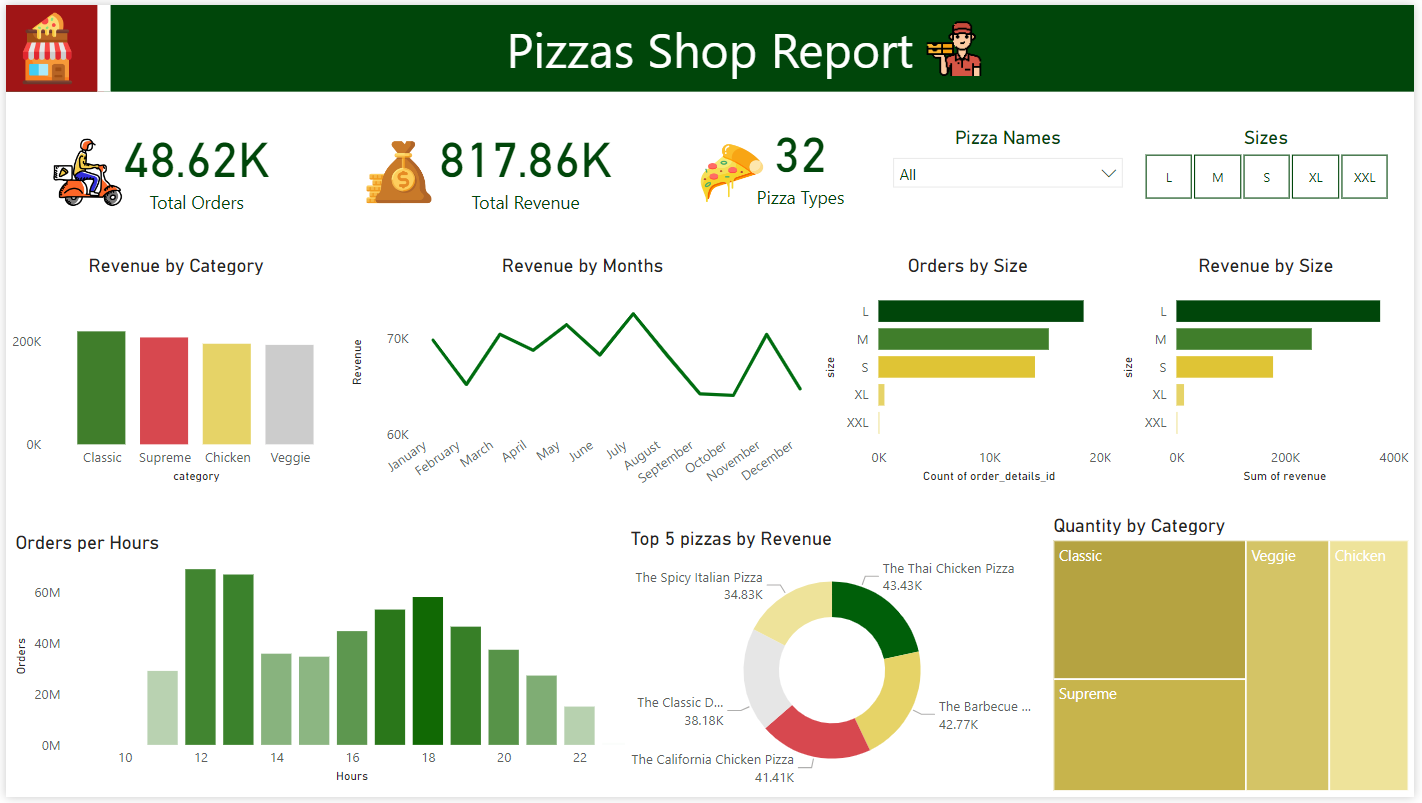 Pizzas Shop Report
48.62K
Total Orders
817.86K
Total Revenue
32
Pizza Types
Pizza Names
All
Sizes
L M S XL XXL
Revenue by Category
200K
0K
Classic Supreme Chicken Veggie
category
Revenue by Months
Revenue
70K
60K
January February March April May June July August September October November December
Orders by Size
size
L
M
S
XL
XXL
0K 10K 20K
Count of order_details_id
Revenue by Size
size
L
M
S
XL
XXL
0K 200K 400K
Sum of revenue
Orders per Hours
Orders
60M
40M
20M
0M
10 12 14 16 18 20 22
Hours
Top 5 pizzas by Revenue
The Thai Chicken Pizza
43.43K
The Barbecue ...
42.77K
The California Chicken Pizza
41.41K
The Classic D...
38.18K
The Spicy Italian Pizza
34.83K
Quantity by Category
Classic
Supreme
Veggie
Chicken